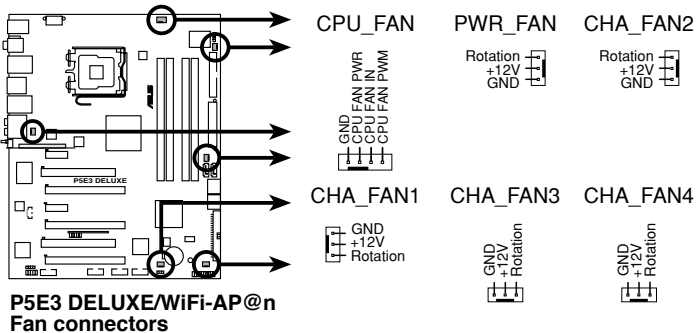 CPU_FAN
PWR_FAN
CHA_FAN2
GND
CPU FAN PWR
CPU FAN IN
CPU FAN PWM
Rotation
+12V
GND
Rotation
+12V
GND
CHA_FAN1
CHA_FAN3
CHA_FAN4
GND
+12V
Rotation
GND
+12V
Rotation
GND
+12V
Rotation
ASUS
P5E3 DELUXE
P5E3 DELUXE/WiFi-AP@n
Fan connectors